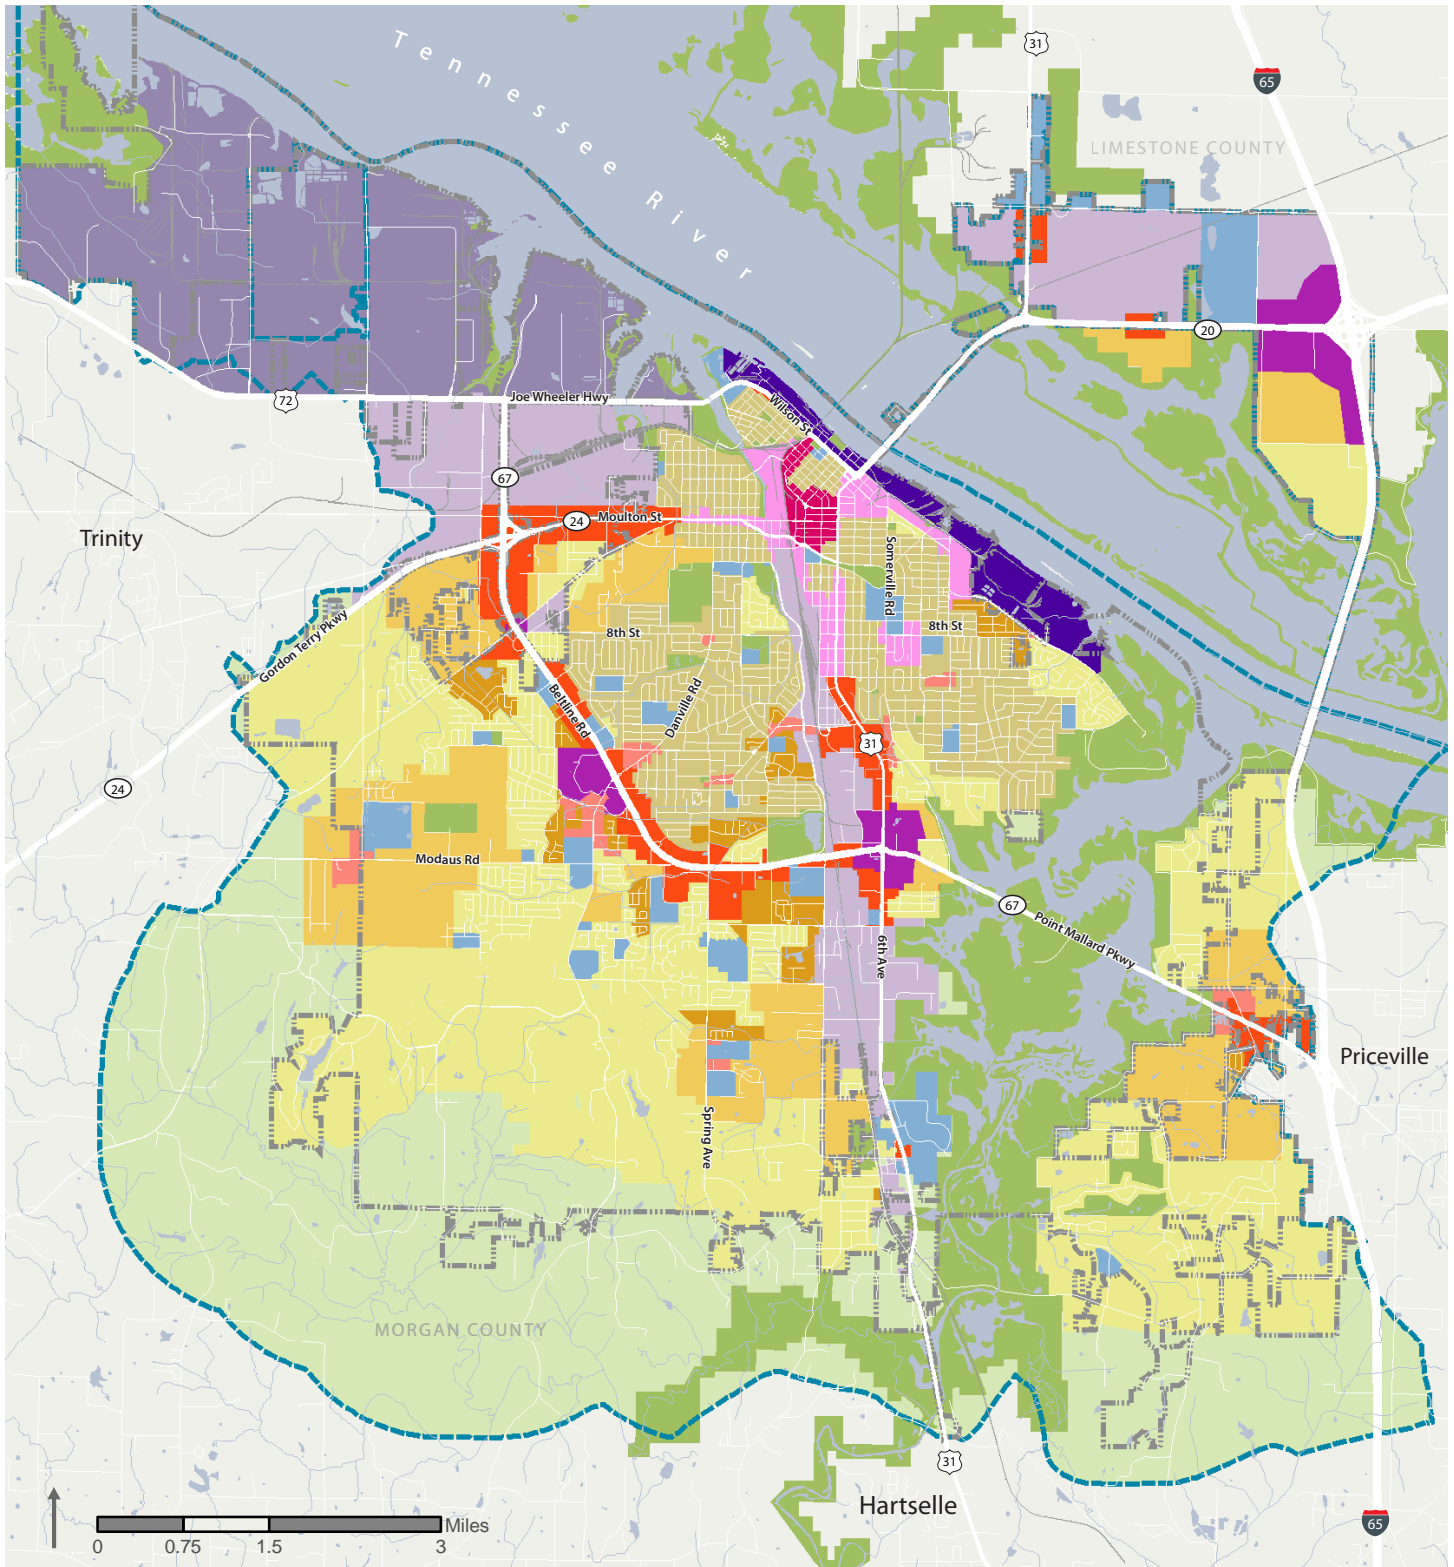 31
65
Tennessee River
LIMESTONE COUNTY
20
72
Joe Wheeler Hwy
Wilson St
67
24
Moulton St
Trinity
Somerville Rd
8th St
8th St
Gordon Terry Pkwy
Beltline Rd
Danville Rd
31
24
Modaus Rd
67
Point Mallard Pkwy
6th Ave
Priceville
Spring Ave
MORGAN COUNTY
31
Hartselle
65
Miles
0
0.75
1.5
3